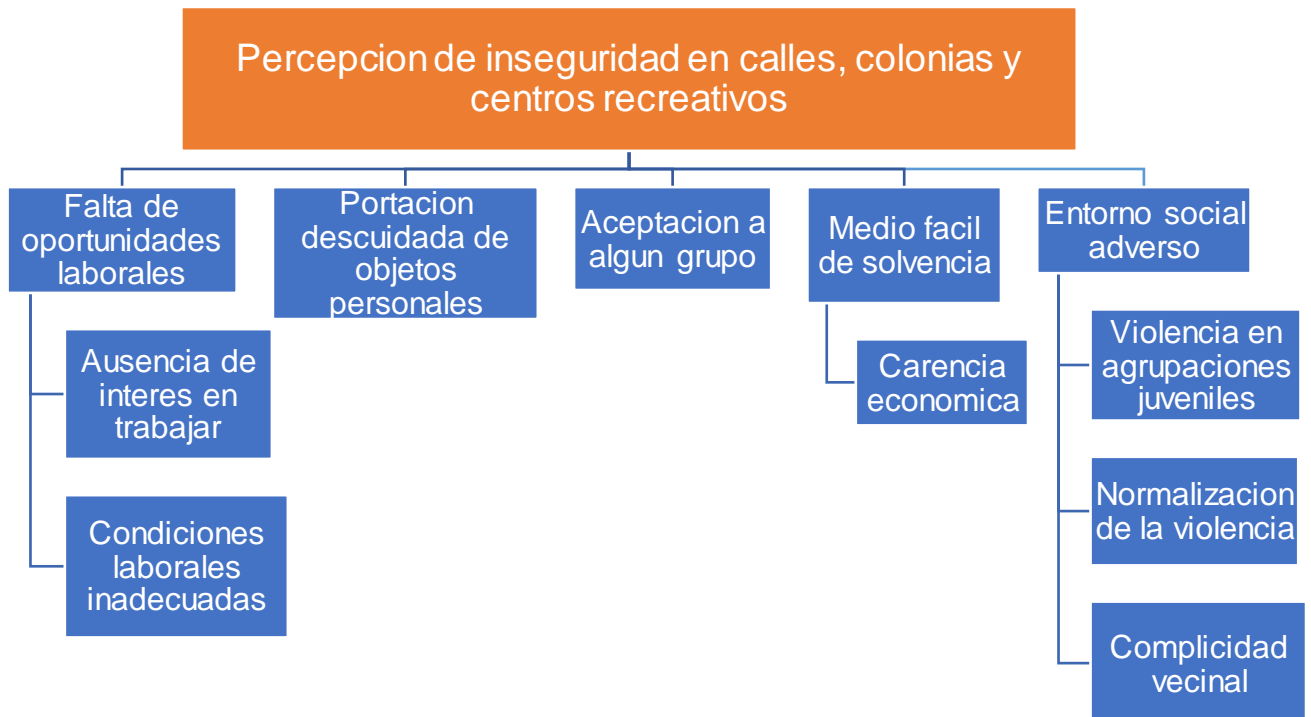 Percepcion de inseguridad en calles, colonias y
centros recreativos
Falta de
oportunidades
laborales
Ausencia de
interes en
trabajar
Condiciones
laborales
inadecuadas
Portacion
descuidada de
objetos
personales
Aceptacion a
algun grupo
Medio facil
de solvencia
Carencia
economica
Entorno social
adverso
Violencia en
agrupaciones
juveniles
Normalizacion
de la violencia
Complicidad
vecinal